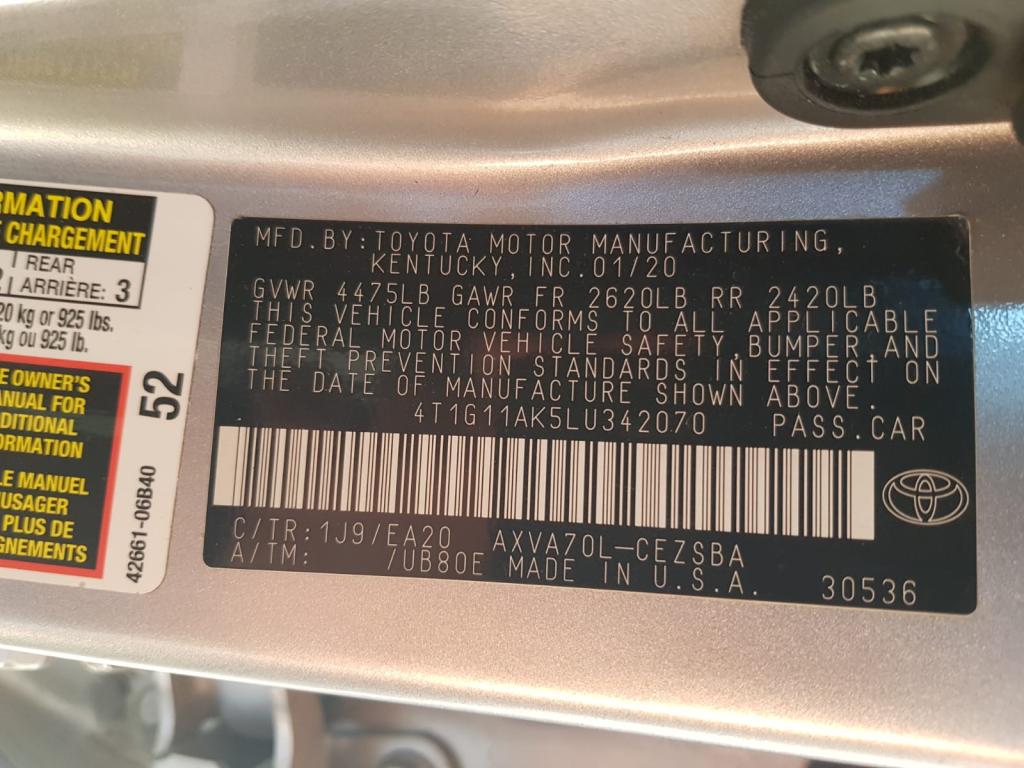 RMATION
E CHARGEMENT
REAR
ARRIÈRE: 3
20 kg or 925 lbs.
kg ou 925 lb.
E OWNER'S
ANUAL FOR
DDITIONAL
FORMATION
LE MANUEL
USAGER
PLUS DE
GNEMENTS
52
42661-06B40
MFD.BY:TOYOTA MOTOR MANUFACTURING,
KENTUCKY,INC.01/20
GVWR 4475LB GAWR FR 2620LB RR 2420LB
THIS VEHICLE CONFORMS TO ALL APPLICABLE
FEDERAL MOTOR VEHICLE SAFETY,BUMPER,AND
THEFT PREVENTION STANDARDS IN EFFECT ON
THE DATE OF MANUFACTURE SHOWN ABOVE.
4T1G11AK5LU342070 PASS.CAR
C/TR:1J9/EA20 AXVA70L-CEZSBA
A/TM: 7UB80E MADE IN U.S.A. 30536